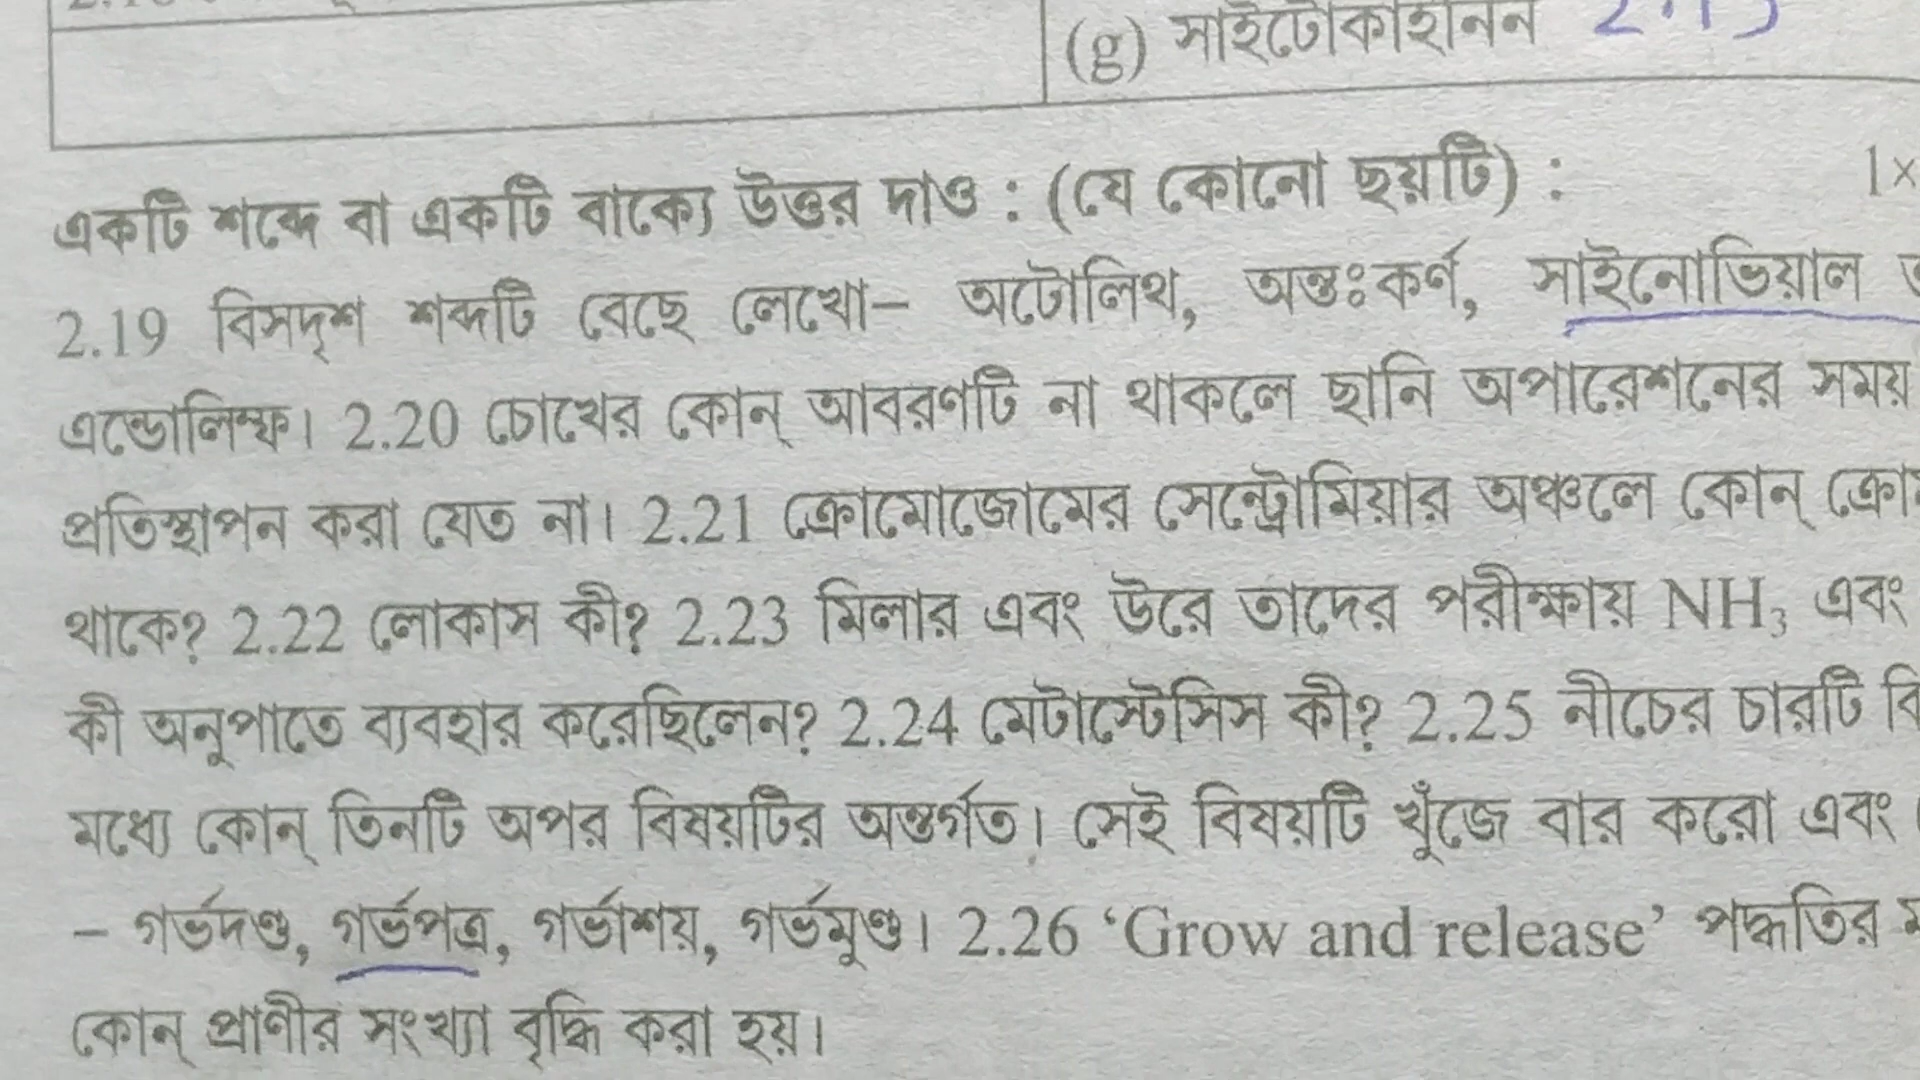 (g) সাইটোকাইনিন 2.15
একটি শব্দে বা একটি বাক্যে উত্তর দাও : (যে কোনো ছয়টি) : 1×
2.19 বিসদৃশ শব্দটি বেছে লেখো– অটোলিথ, অন্তঃকর্ণ, সাইনোভিয়াল
এন্ডোলিম্ফ। 2.20 চোখের কোন্ আবরণটি না থাকলে ছানি অপারেশনের সময়
প্রতিস্থাপন করা যেত না। 2.21 ক্রোমোজোমের সেন্ট্রোমিয়ার অঞ্চলে কোন্
থাকে? 2.22 লোকাস কী? 2.23 মিলার এবং উরে তাদের পরীক্ষায় NH₃ এবং
কী অনুপাতে ব্যবহার করেছিলেন? 2.24 মেটাস্টেসিস কী? 2.25 নীচের চারটি
মধ্যে কোন্ তিনটি অপর বিষয়টির অন্তর্গত। সেই বিষয়টি খুঁজে বার করো এবং
– গর্ভদণ্ড, গর্ভপত্র, গর্ভাশয়, গর্ভমুণ্ড। 2.26 ‘Grow and release’ পদ্ধতির
কোন্ প্রাণীর সংখ্যা বৃদ্ধি করা হয়।